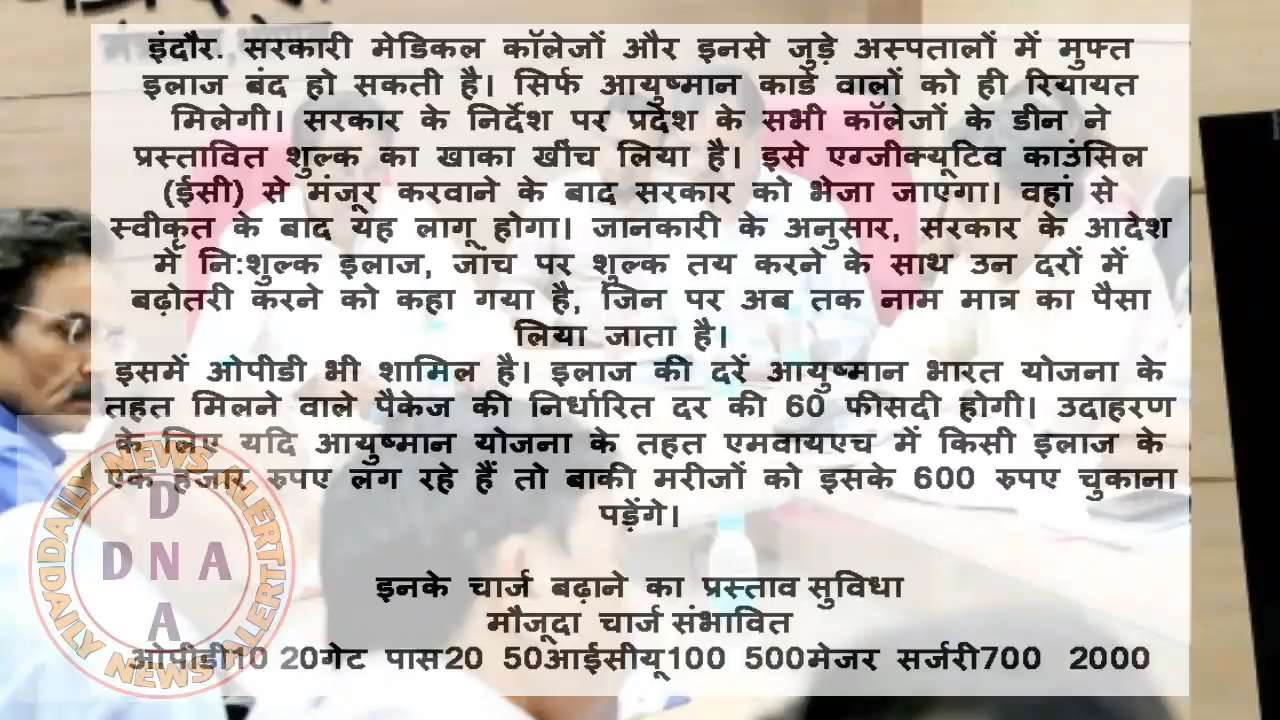 इंदौर. सरकारी मेडिकल कॉलेजों और इनसे जुड़े अस्पतालों में मुफ्त
इलाज बंद हो सकती है। सिर्फ आयुष्मान कार्ड वालों को ही रियायत
मिलेगी। सरकार के निर्देश पर प्रदेश के सभी कॉलेजों के डीन ने
प्रस्तावित शुल्क का खाका खींच लिया है। इसे एग्जीक्यूटिव काउंसिल
(ईसी) से मंजूर करवाने के बाद सरकार को भेजा जाएगा। वहां से
स्वीकृत के बाद यह लागू होगा। जानकारी के अनुसार, सरकार के आदेश
में नि:शुल्क इलाज, जांच पर शुल्क तय करने के साथ उन दरों में
बढ़ोतरी करने को कहा गया है, जिन पर अब तक नाम मात्र का पैसा
लिया जाता है।
इसमें ओपीडी भी शामिल है। इलाज की दरें आयुष्मान भारत योजना के
तहत मिलने वाले पैकेज की निर्धारित दर की 60 फीसदी होगी। उदाहरण
के लिए यदि आयुष्मान योजना के तहत एमवायएच में किसी इलाज के
एक हजार रुपए लग रहे हैं तो बाकी मरीजों को इसके 600 रुपए चुकाना
पड़ेंगे।
इनके चार्ज बढ़ाने का प्रस्ताव सुविधा
मौजूदा चार्ज संभावित
ओपीडी10 20गेट पास20 50आईसीयू100 500मेजर सर्जरी700 2000
DAILY NEWS ALERT
D
DNA
A
DAILY NEWS ALERT